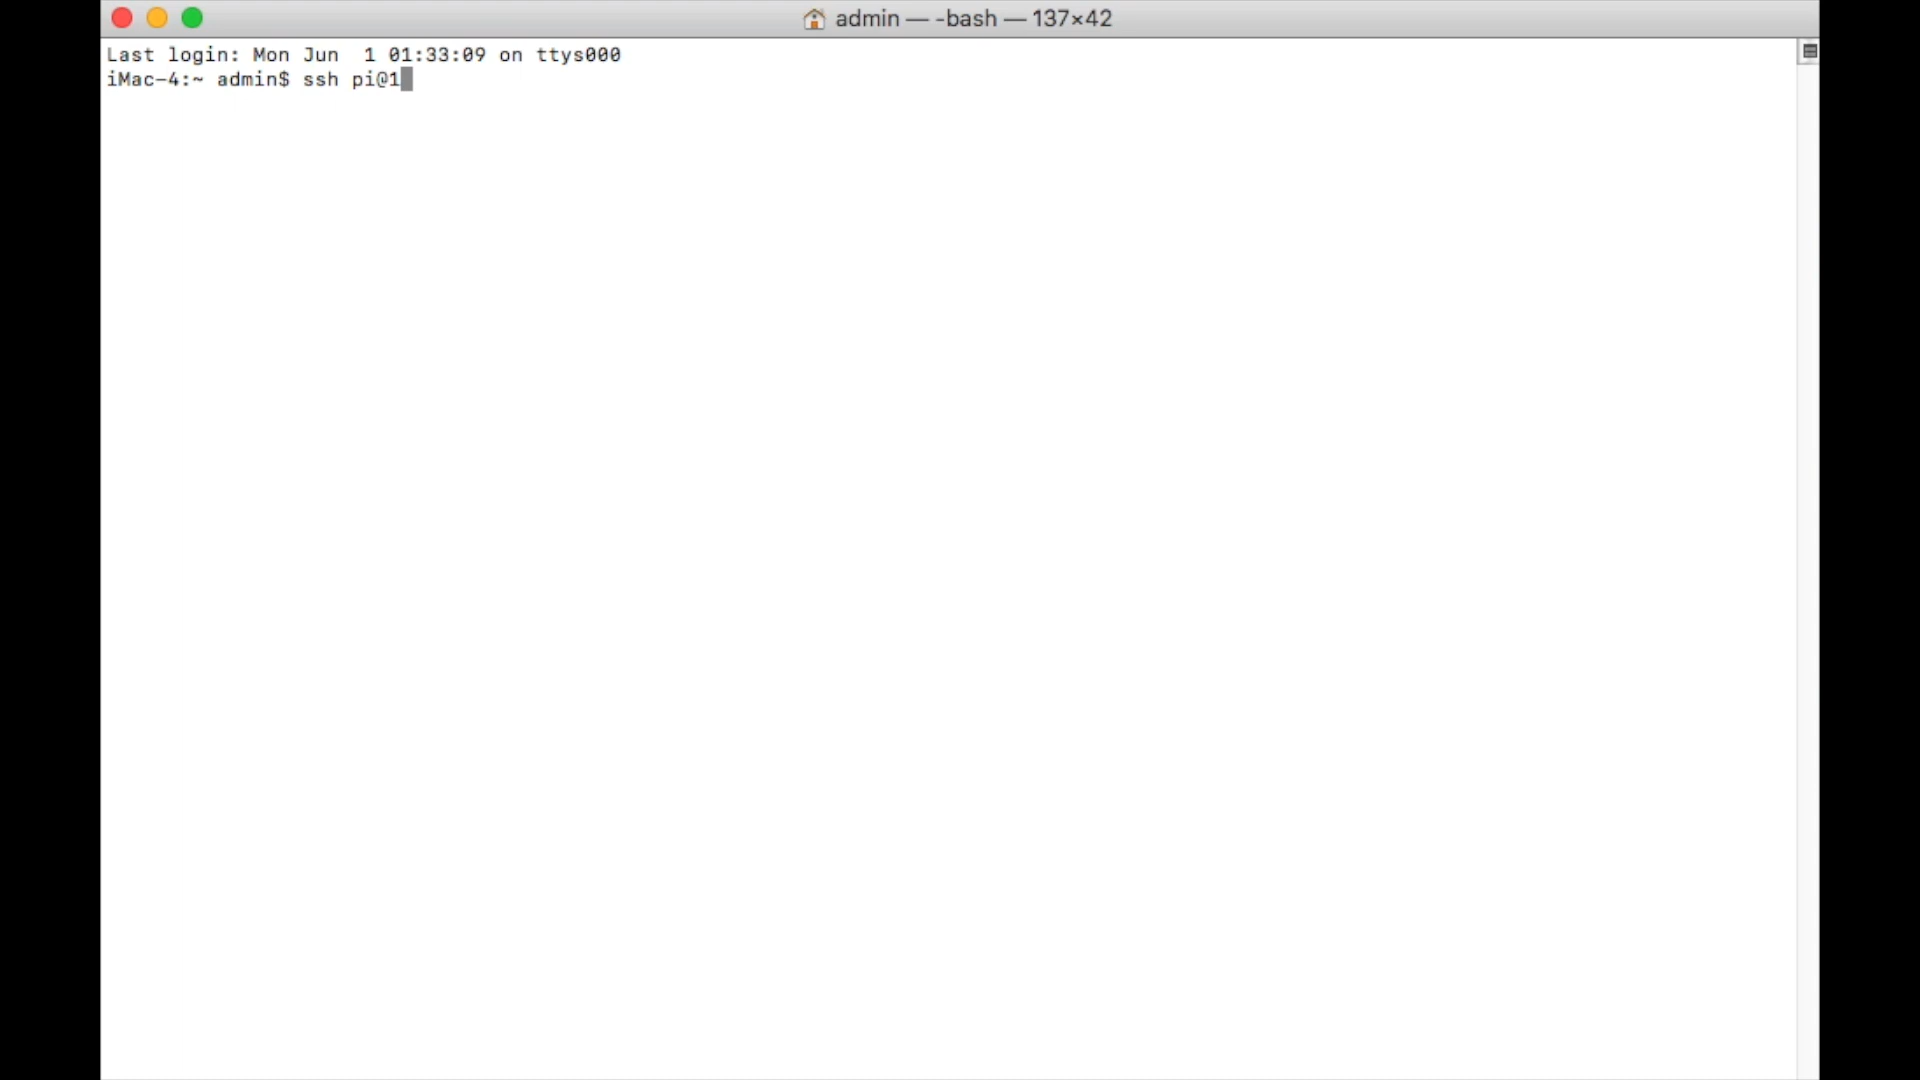 admin — -bash — 137×42
Last login: Mon Jun  1 01:33:09 on ttys000
iMac-4:~ admin$ ssh pi@1